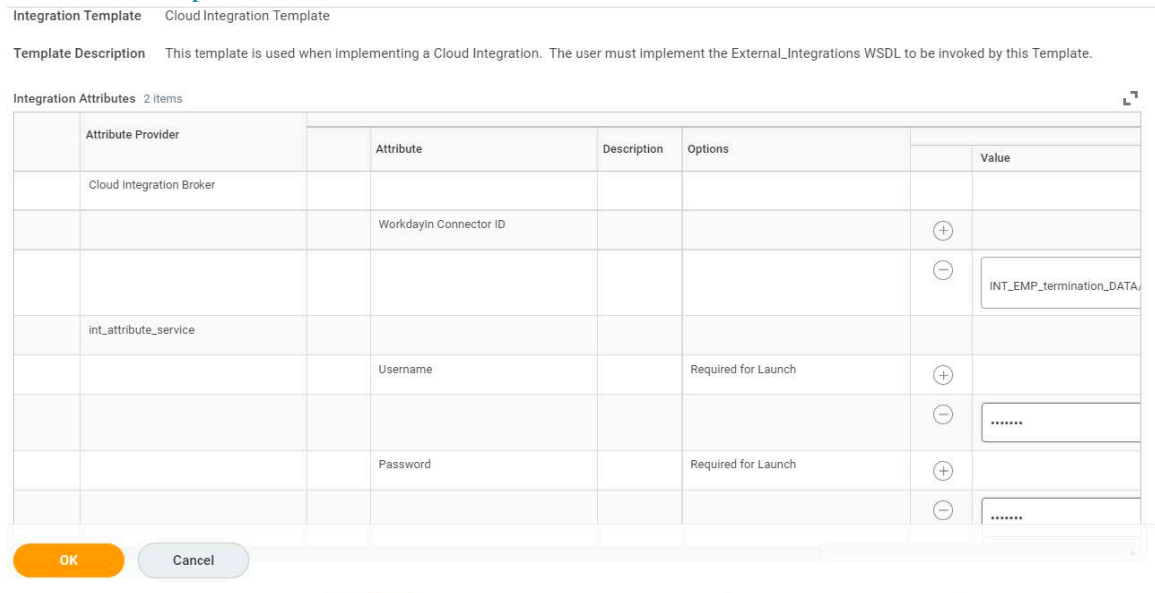 Integration Template Cloud Integration Template
Template Description This template is used when implementing a Cloud Integration. The user must implement the External_Integrations WSDL to be invoked by this Template.
Integration Attributes 2 items
Attribute Provider
Attribute Description Options
Value
Cloud Integration Broker
WorkdayIn Connector ID
INT_EMP_termination_DATA/
int_attribute_service
Username Required for Launch
•••••••
Password Required for Launch
•••••••
OK Cancel